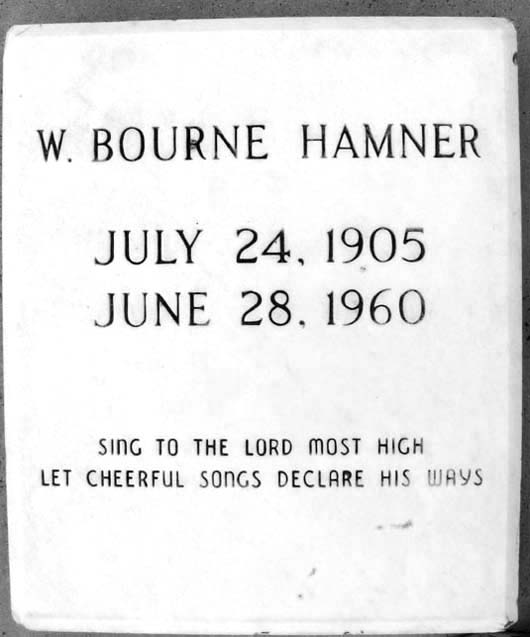 W. BOURNE HAMNER
JULY 24, 1905
JUNE 28, 1960
SING TO THE LORD MOST HIGH
LET CHEERFUL SONGS DECLARE HIS WAYS